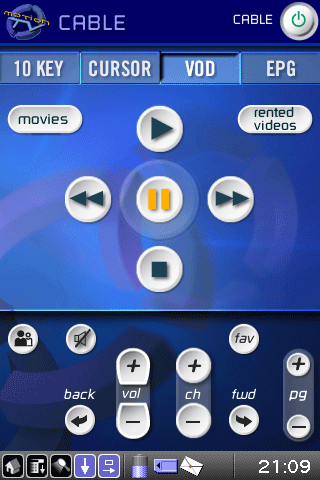 MOTION
TV
CABLE
CABLE
10 KEY
CURSOR
VOD
EPG
movies
rented
videos
fav
back
vol
ch
fwd
pg
21:09